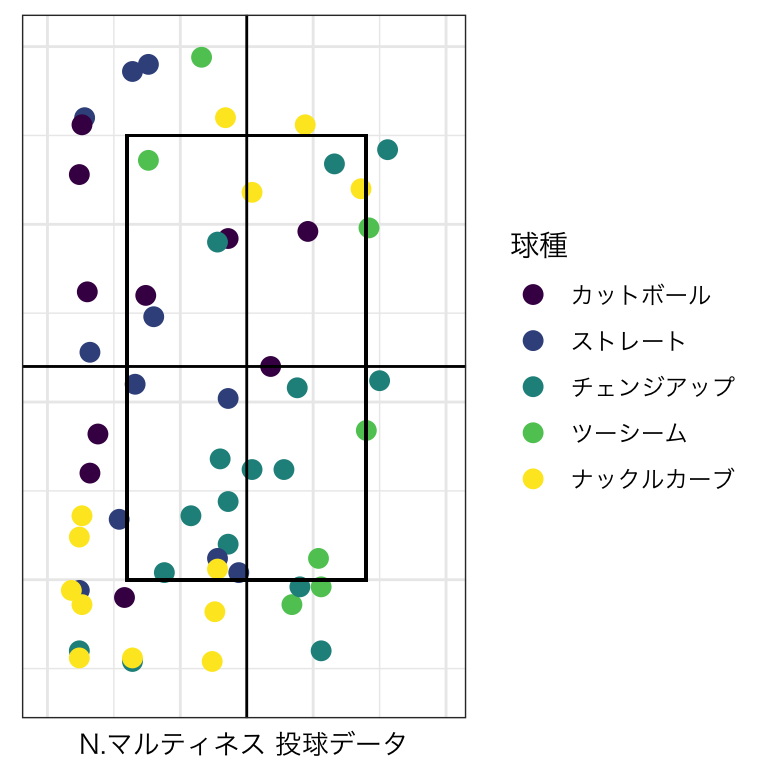 球種
カットボール
ストレート
チェンジアップ
ツーシーム
ナックルカーブ
N.マルティネス 投球データ